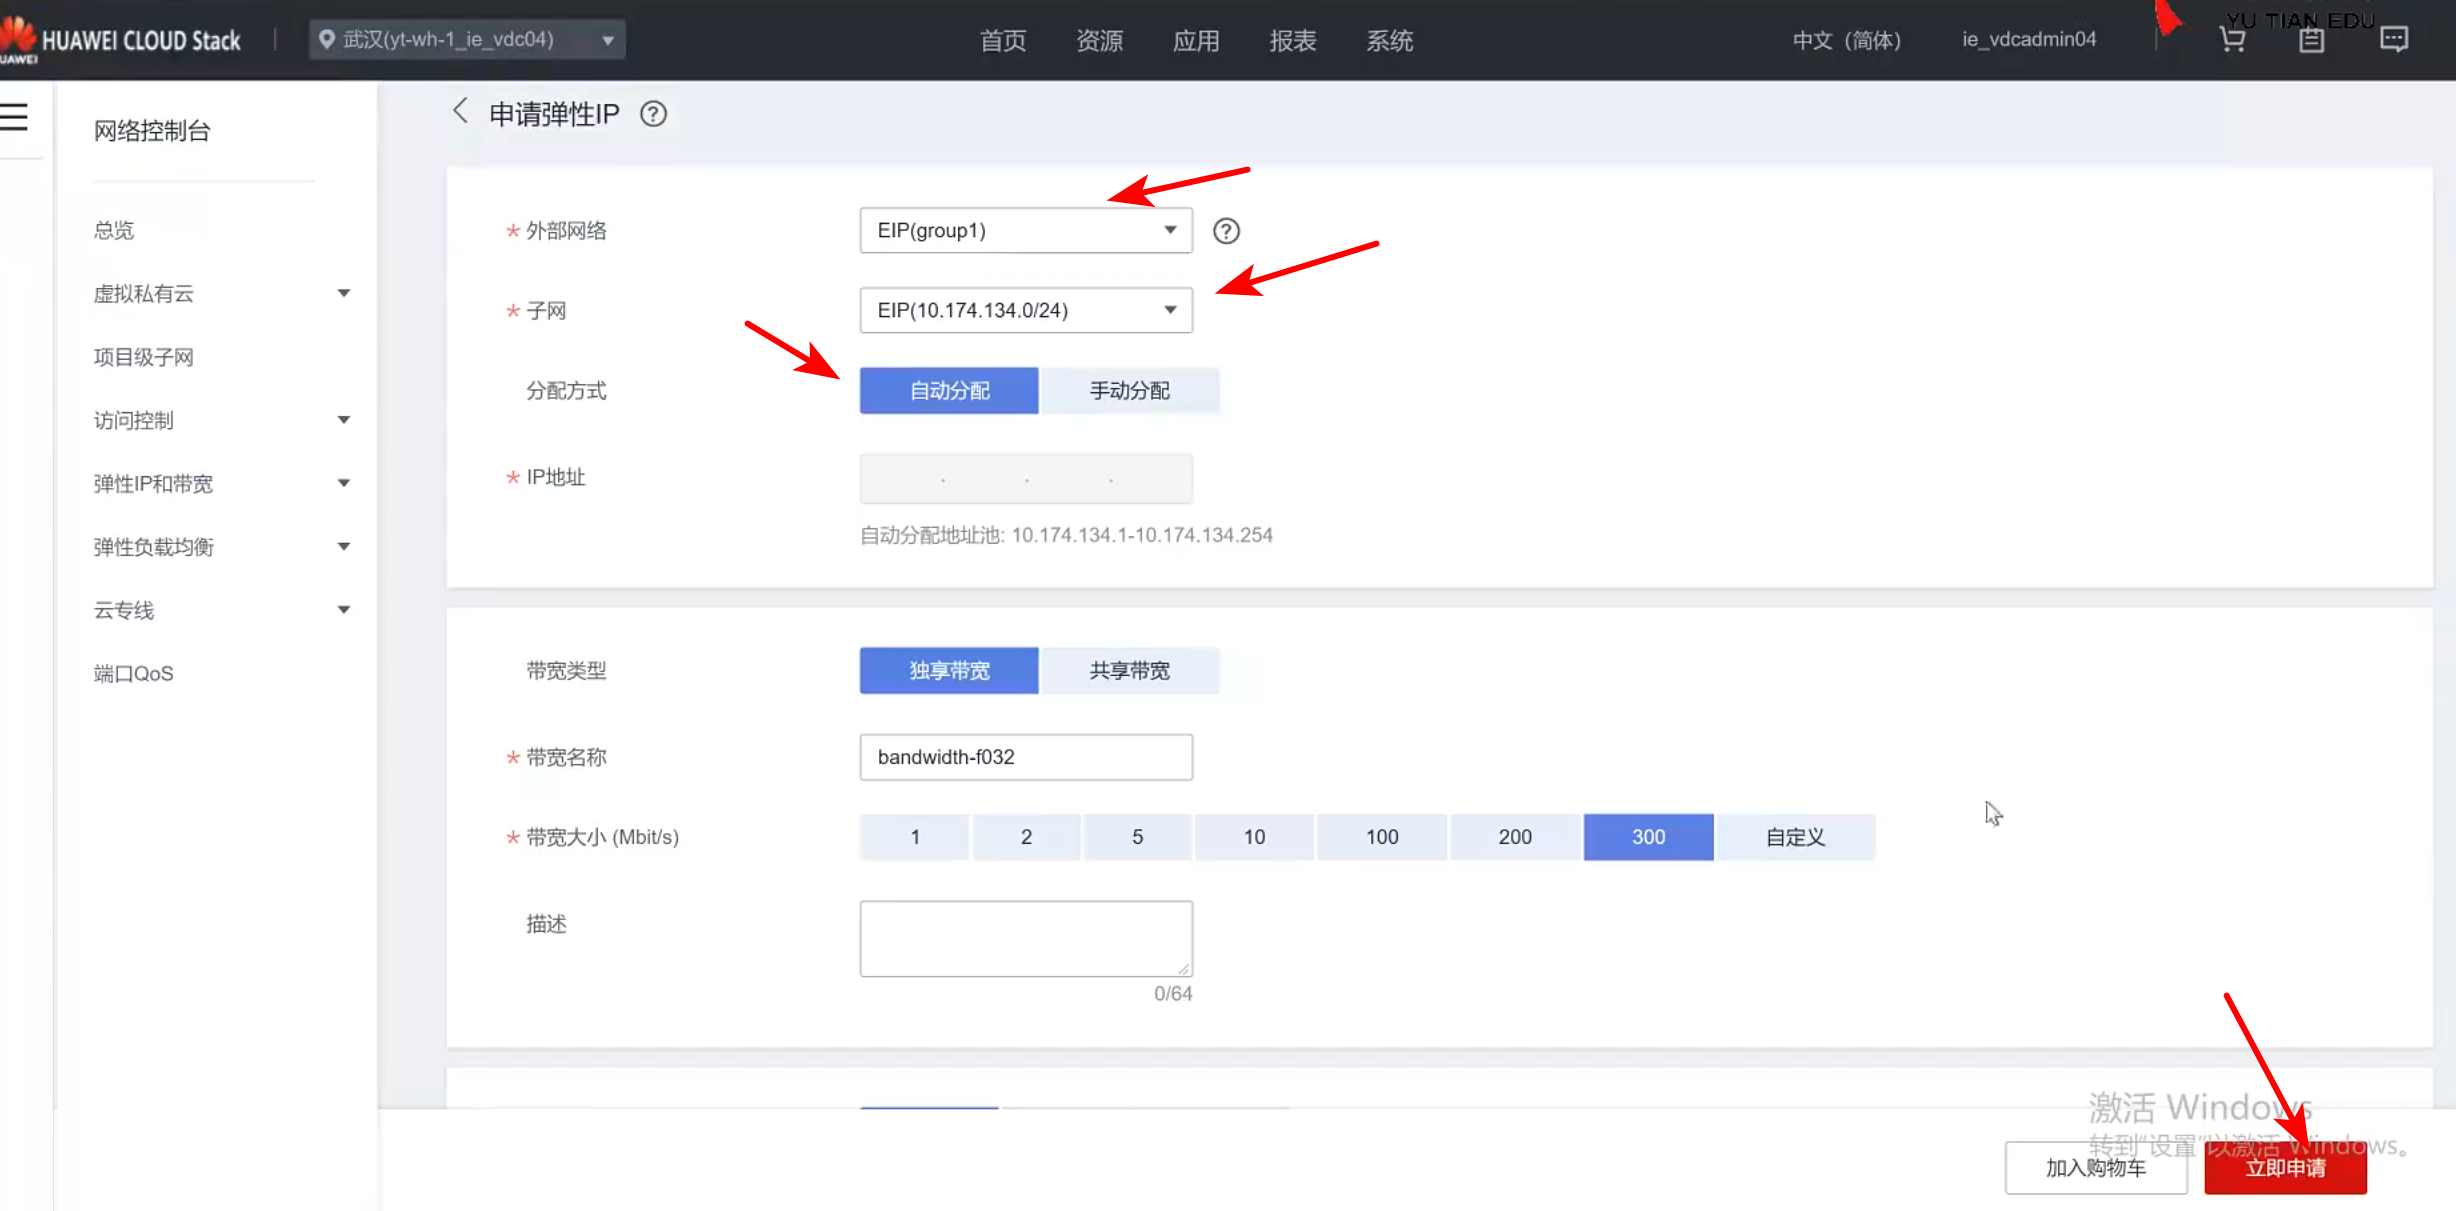 HUAWEI CLOUD Stack
HUAWEI
武汉(yt-wh-1_ie_vdc04)
首页 资源 应用 报表 系统
中文（简体）
ie_vdcadmin04
YU TIAN EDU
网络控制台
总览
虚拟私有云
项目级子网
访问控制
弹性IP和带宽
弹性负载均衡
云专线
端口QoS
申请弹性IP ?
* 外部网络 EIP(group1) ?
* 子网 EIP(10.174.134.0/24)
分配方式 自动分配 手动分配
* IP地址 . . .
自动分配地址池: 10.174.134.1-10.174.134.254
带宽类型 独享带宽 共享带宽
* 带宽名称 bandwidth-f032
* 带宽大小 (Mbit/s) 1 2 5 10 100 200 300 自定义
描述
0/64
激活 Windows
转到"设置"以激活 Windows。
加入购物车 立即申请